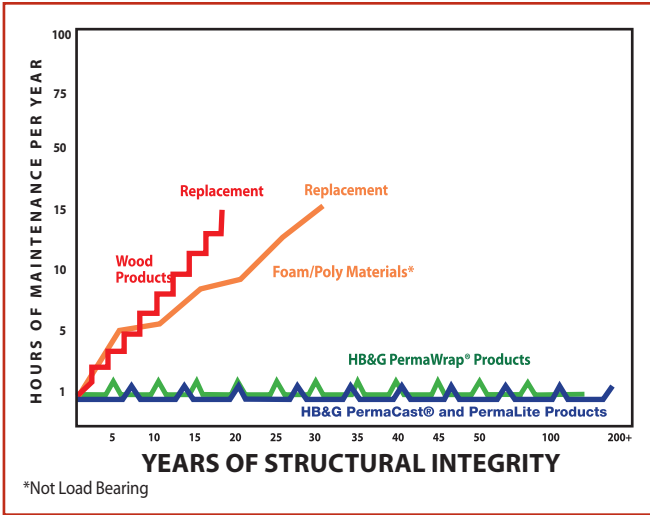 HOURS OF MAINTENANCE PER YEAR
100
75
50
15
10
5
1
Replacement
Replacement
Wood
Products
Foam/Poly Materials*
HB&G PermaWrap® Products
HB&G PermaCast® and PermaLite Products
5 10 15 20 25 30 35 40 45 50 100 200+
YEARS OF STRUCTURAL INTEGRITY
*Not Load Bearing